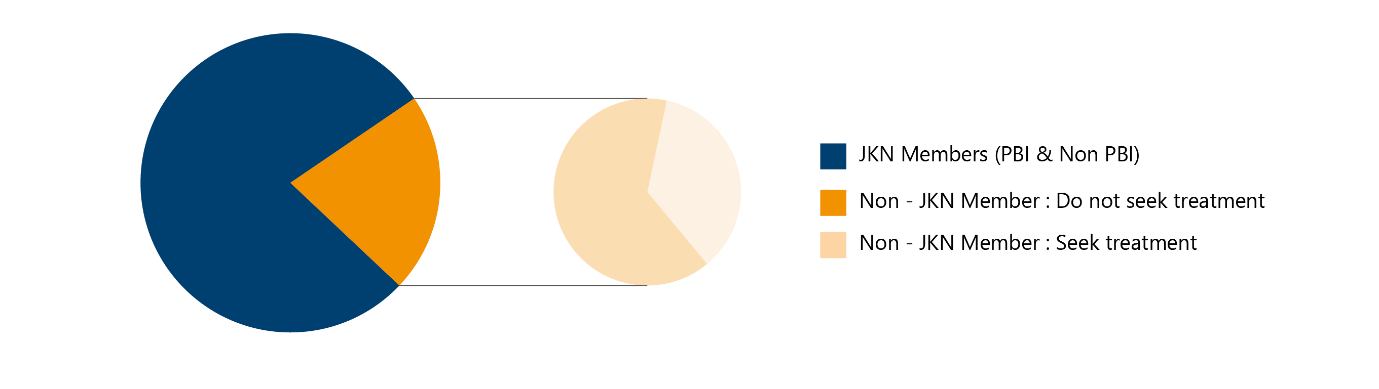 JKN Members (PBI & Non PBI)
Non - JKN Member : Do not seek treatment
Non - JKN Member : Seek treatment